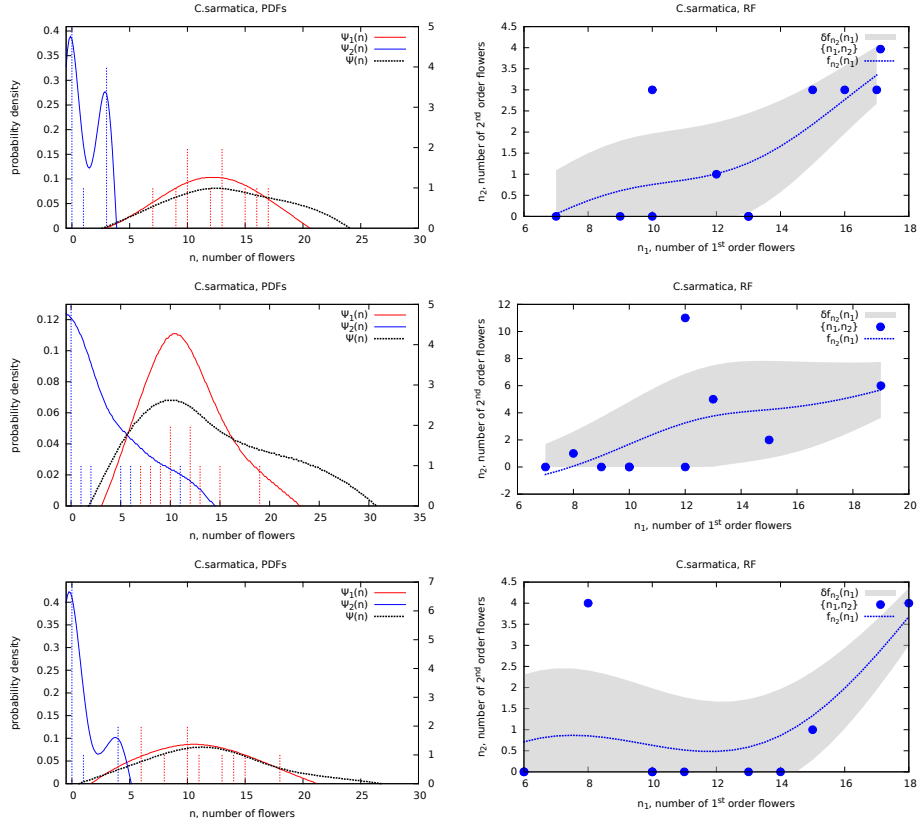 C.sarmatica, PDFs
probability density
0.4
0.35
0.3
0.25
0.2
0.15
0.1
0.05
0
5
4
3
2
1
0
Ψ₁(n)
Ψ₂(n)
Ψ(n)
0 5 10 15 20 25 30
n, number of flowers
C.sarmatica, RF
n₂, number of 2ⁿᵈ order flowers
4.5
4
3.5
3
2.5
2
1.5
1
0.5
0
δfₙ₂(n₁)
{n₁,n₂}
fₙ₂(n₁)
6 8 10 12 14 16 18
n₁, number of 1ˢᵗ order flowers
C.sarmatica, PDFs
probability density
0.12
0.1
0.08
0.06
0.04
0.02
0
5
4
3
2
1
0
Ψ₁(n)
Ψ₂(n)
Ψ(n)
0 5 10 15 20 25 30 35
n, number of flowers
C.sarmatica, RF
n₂, number of 2ⁿᵈ order flowers
12
10
8
6
4
2
0
-2
δfₙ₂(n₁)
{n₁,n₂}
fₙ₂(n₁)
6 8 10 12 14 16 18 20
n₁, number of 1ˢᵗ order flowers
C.sarmatica, PDFs
probability density
0.4
0.35
0.3
0.25
0.2
0.15
0.1
0.05
0
7
6
5
4
3
2
1
0
Ψ₁(n)
Ψ₂(n)
Ψ(n)
0 5 10 15 20 25 30
n, number of flowers
C.sarmatica, RF
n₂, number of 2ⁿᵈ order flowers
4.5
4
3.5
3
2.5
2
1.5
1
0.5
0
δfₙ₂(n₁)
{n₁,n₂}
fₙ₂(n₁)
6 8 10 12 14 16 18
n₁, number of 1ˢᵗ order flowers